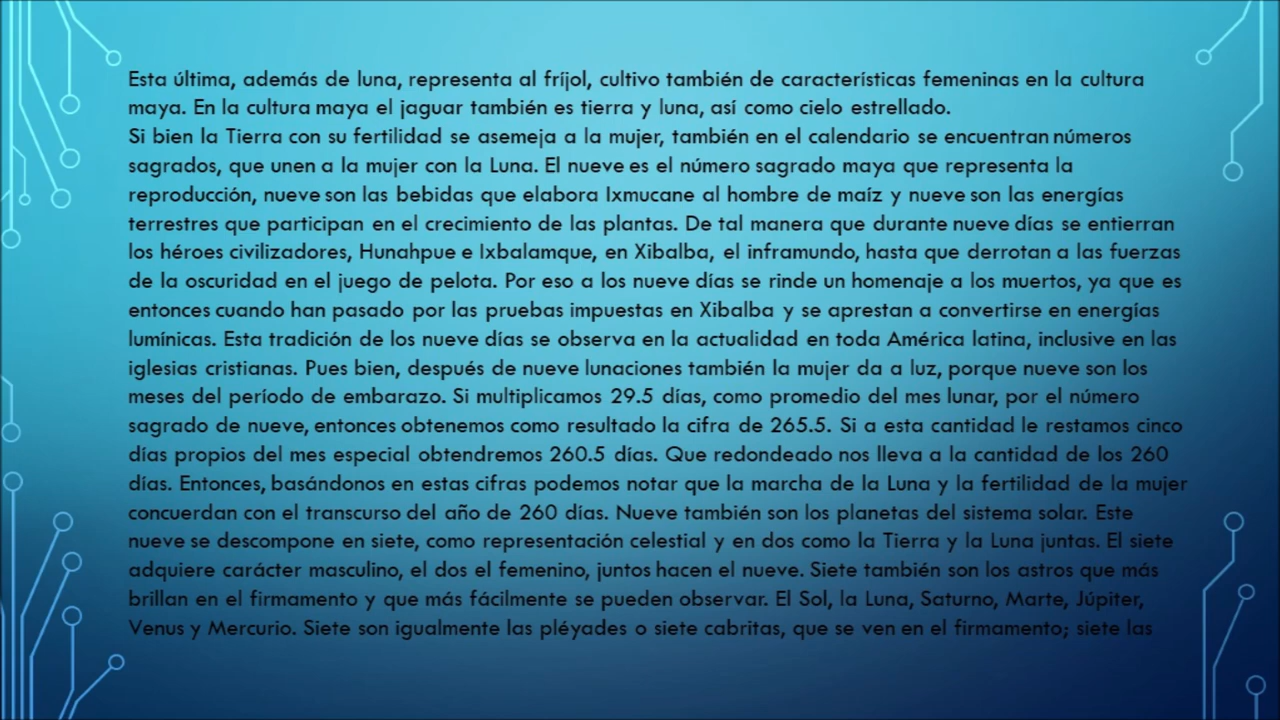 Esta última, además de luna, representa al fríjol, cultivo también de características femeninas en la cultura
maya. En la cultura maya el jaguar también es tierra y luna, así como cielo estrellado.
Si bien la Tierra con su fertilidad se asemeja a la mujer, también en el calendario se encuentran números
sagrados, que unen a la mujer con la Luna. El nueve es el número sagrado maya que representa la
reproducción, nueve son las bebidas que elabora Ixmucane al hombre de maíz y nueve son las energías
terrestres que participan en el crecimiento de las plantas. De tal manera que durante nueve días se entierran
los héroes civilizadores, Hunahpue e Ixbalamque, en Xibalba, el inframundo, hasta que derrotan a las fuerzas
de la oscuridad en el juego de pelota. Por eso a los nueve días se rinde un homenaje a los muertos, ya que es
entonces cuando han pasado por las pruebas impuestas en Xibalba y se aprestan a convertirse en energías
lumínicas. Esta tradición de los nueve días se observa en la actualidad en toda América latina, inclusive en las
iglesias cristianas. Pues bien, después de nueve lunaciones también la mujer da a luz, porque nueve son los
meses del período de embarazo. Si multiplicamos 29.5 días, como promedio del mes lunar, por el número
sagrado de nueve, entonces obtenemos como resultado la cifra de 265.5. Si a esta cantidad le restamos cinco
días propios del mes especial obtendremos 260.5 días. Que redondeado nos lleva a la cantidad de los 260
días. Entonces, basándonos en estas cifras podemos notar que la marcha de la Luna y la fertilidad de la mujer
concuerdan con el transcurso del año de 260 días. Nueve también son los planetas del sistema solar. Este
nueve se descompone en siete, como representación celestial y en dos como la Tierra y la Luna juntas. El siete
adquiere carácter masculino, el dos el femenino, juntos hacen el nueve. Siete también son los astros que más
brillan en el firmamento y que más fácilmente se pueden observar. El Sol, la Luna, Saturno, Marte, Júpiter,
Venus y Mercurio. Siete son igualmente las pléyades o siete cabritas, que se ven en el firmamento; siete las